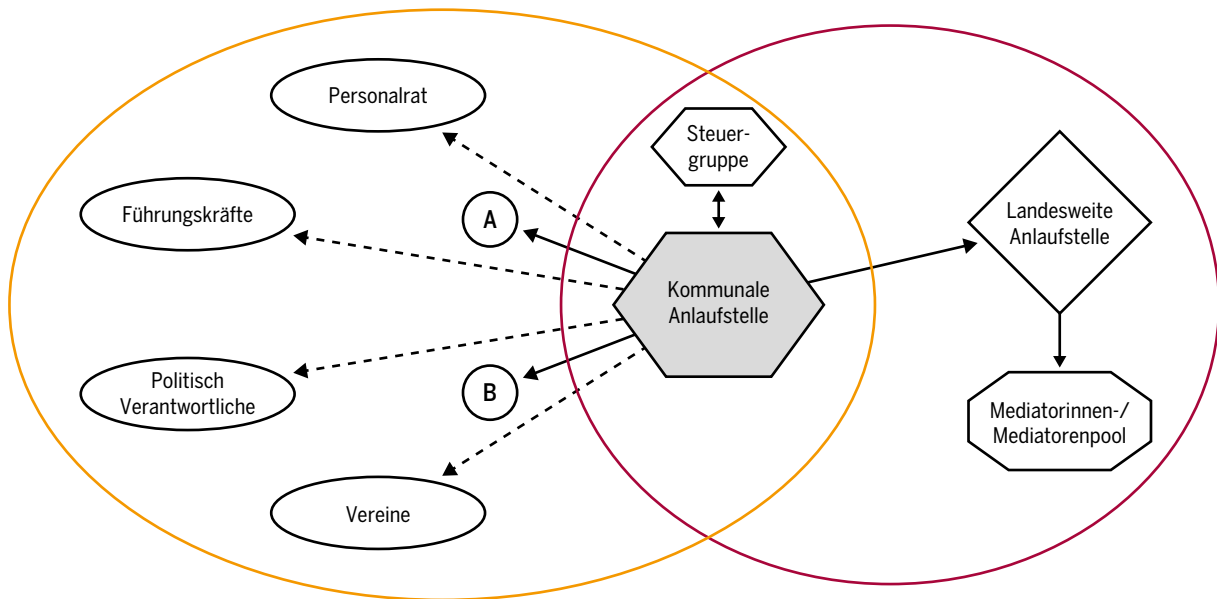 Personalrat
Steuer-
gruppe
Führungskräfte
A
Landesweite
Anlaufstelle
Kommunale
Anlaufstelle
Politisch
Verantwortliche
B
Mediatorinnen-/
Mediatorenpool
Vereine